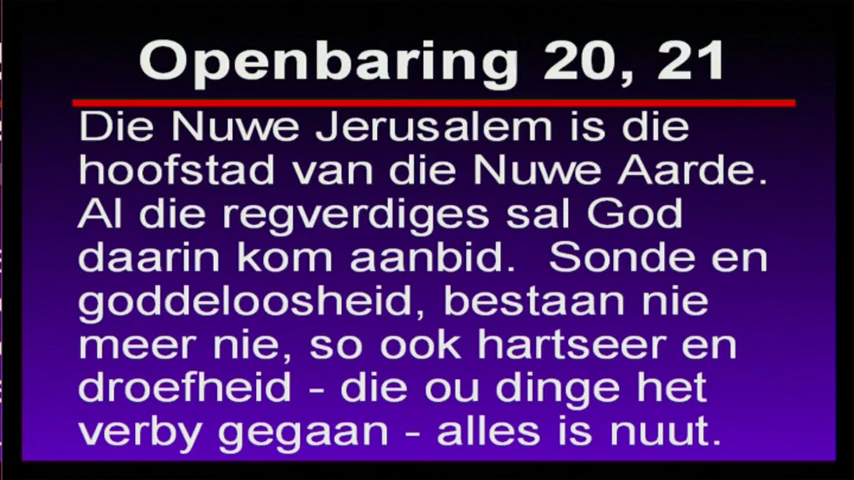 Openbaring 20, 21
Die Nuwe Jerusalem is die
hoofstad van die Nuwe Aarde.
Al die regverdiges sal God
daarin kom aanbid.  Sonde en
goddeloosheid, bestaan nie
meer nie, so ook hartseer en
droefheid - die ou dinge het
verby gegaan - alles is nuut.